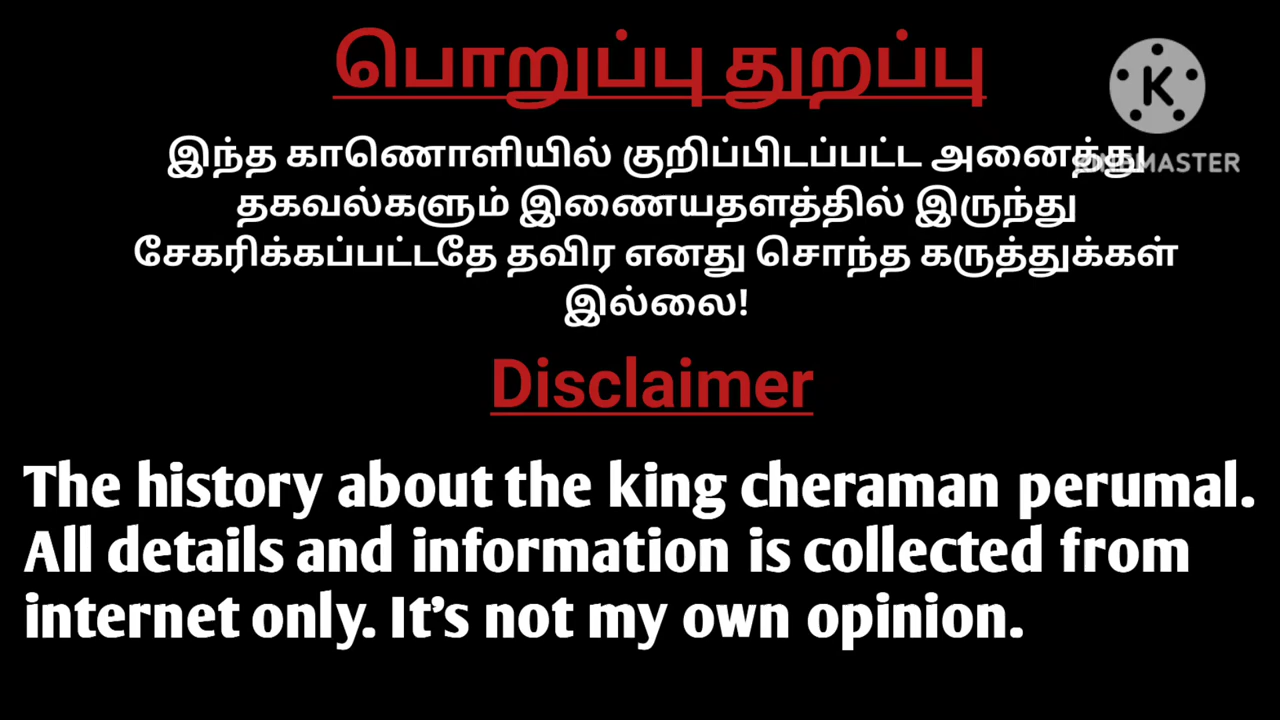 பொறுப்பு துறப்பு
K
KINEMASTER
இந்த காணொளியில் குறிப்பிடப்பட்ட அனைத்து
தகவல்களும் இணையதளத்தில் இருந்து
சேகரிக்கப்பட்டதே தவிர எனது சொந்த கருத்துக்கள்
இல்லை!
Disclaimer
The history about the king cheraman perumal.
All details and information is collected from
internet only. It’s not my own opinion.